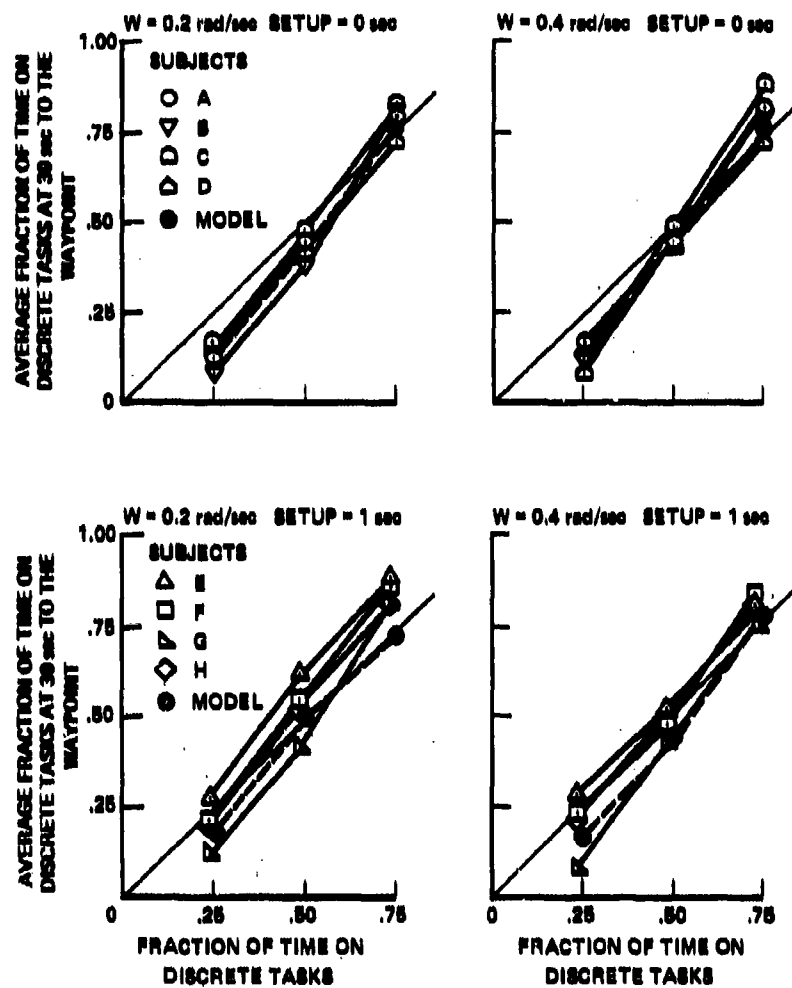 W = 0.2 rad/sec SETUP = 0 sec
W = 0.4 rad/sec SETUP = 0 sec
AVERAGE FRACTION OF TIME ON
DISCRETE TASKS AT 30 sec TO THE
WAYPOINT
1.00
.75
.50
.25
0
SUBJECTS
A
B
C
D
MODEL
W = 0.2 rad/sec SETUP = 1 sec
W = 0.4 rad/sec SETUP = 1 sec
AVERAGE FRACTION OF TIME ON
DISCRETE TASKS AT 30 sec TO THE
WAYPOINT
1.00
.75
.50
.25
SUBJECTS
E
F
G
H
MODEL
0 .25 .50 .75
0 .25 .50 .75
FRACTION OF TIME ON
DISCRETE TASKS
FRACTION OF TIME ON
DISCRETE TASKS